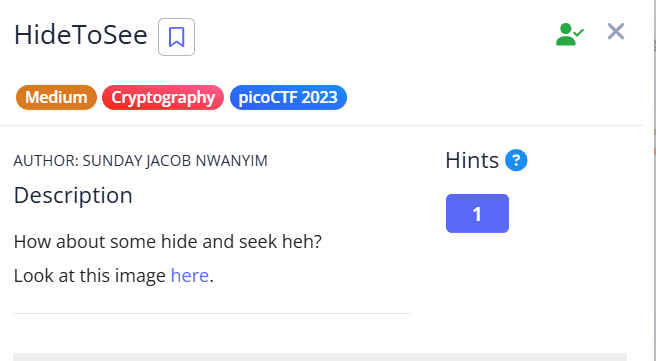 HideToSee
Medium Cryptography picoCTF 2023
AUTHOR: SUNDAY JACOB NWANYIM
Description
How about some hide and seek heh?
Look at this image here.
Hints ?
1